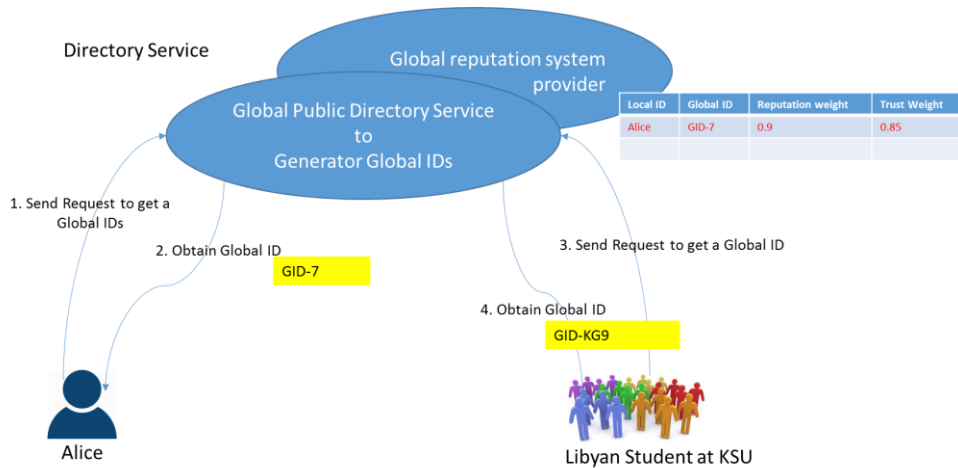 Directory Service
Global reputation system
provider
Global Public Directory Service
to
Generator Global IDs
Local ID Global ID Reputation weight Trust Weight
Alice GID-7 0.9 0.85
1. Send Request to get a
Global IDs
2. Obtain Global ID
GID-7
3. Send Request to get a Global ID
4. Obtain Global ID
GID-KG9
Alice
Libyan Student at KSU